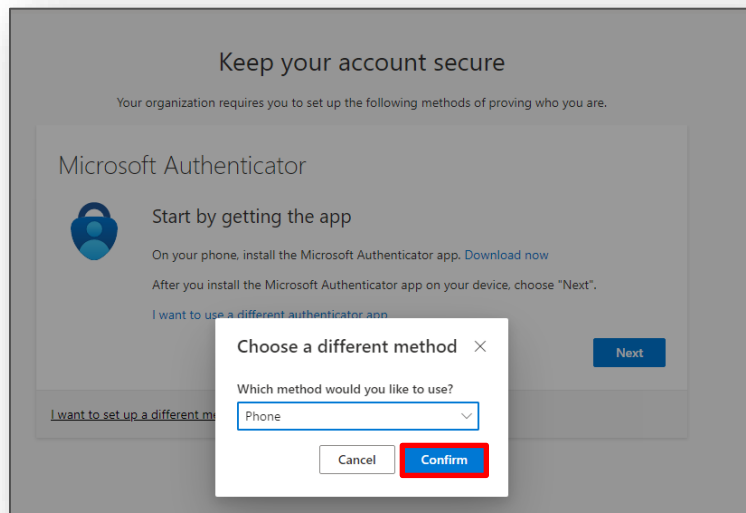 Keep your account secure
Your organization requires you to set up the following methods of proving who you are.
Microsoft Authenticator
Start by getting the app
On your phone, install the Microsoft Authenticator app. Download now
After you install the Microsoft Authenticator app on your device, choose "Next".
I want to use a different authenticator app
Next
I want to set up a different
Choose a different method
Which method would you like to use?
Phone
Cancel
Confirm